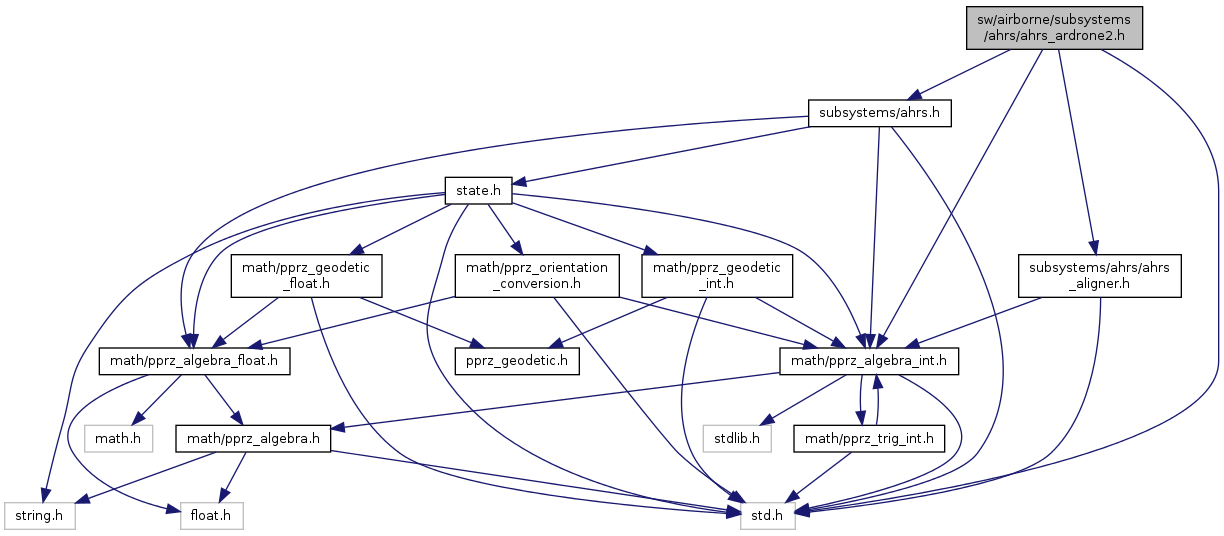 sw/airborne/subsystems
/ahrs/ahrs_ardrone2.h
subsystems/ahrs.h
state.h
math/pprz_geodetic
_float.h
math/pprz_orientation
_conversion.h
math/pprz_geodetic
_int.h
subsystems/ahrs/ahrs
_aligner.h
math/pprz_algebra_float.h
pprz_geodetic.h
math/pprz_algebra_int.h
math.h
math/pprz_algebra.h
stdlib.h
math/pprz_trig_int.h
string.h
float.h
std.h